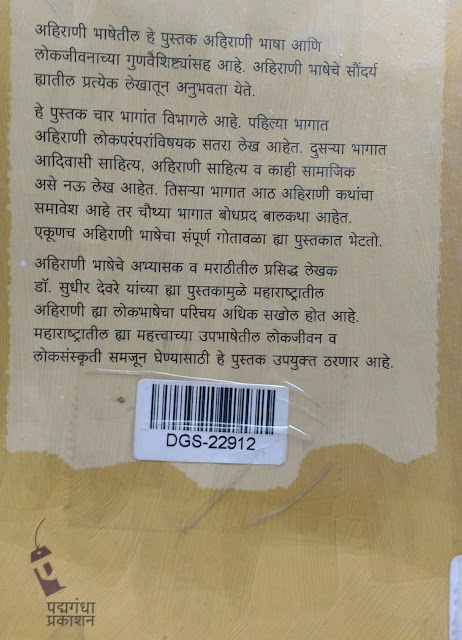 अहिराणी भाषेतील हे पुस्तक अहिराणी भाषा आणि
लोकजीवनाच्या गुणवैशिष्ट्यांसह आहे. अहिराणी भाषेचे सौंदर्य
ह्यातील प्रत्येक लेखातून अनुभवता येते.
हे पुस्तक चार भागांत विभागले आहे. पहिल्या भागात
अहिराणी लोकपरंपरांविषयक सतरा लेख आहेत. दुसऱ्या भागात
आदिवासी साहित्य, अहिराणी साहित्य व काही सामाजिक
असे नऊ लेख आहेत. तिसऱ्या भागात आठ अहिराणी कथांचा
समावेश आहे तर चौथ्या भागात बोधप्रद बालकथा आहेत.
एकूणच अहिराणी भाषेचा संपूर्ण गोतावळा ह्या पुस्तकात भेटतो.
अहिराणी भाषेचे अभ्यासक व मराठीतील प्रसिद्ध लेखक
डॉ. सुधीर देवरे यांच्या ह्या पुस्तकामुळे महाराष्ट्रातील
अहिराणी ह्या लोकभाषेचा परिचय अधिक सखोल होत आहे.
महाराष्ट्रातील ह्या महत्त्वाच्या उपभाषेतील लोकजीवन व
लोकसंस्कृती समजून घेण्यासाठी हे पुस्तक उपयुक्त ठरणार आहे.
DGS-22912
पद्मगंधा
प्रकाशन